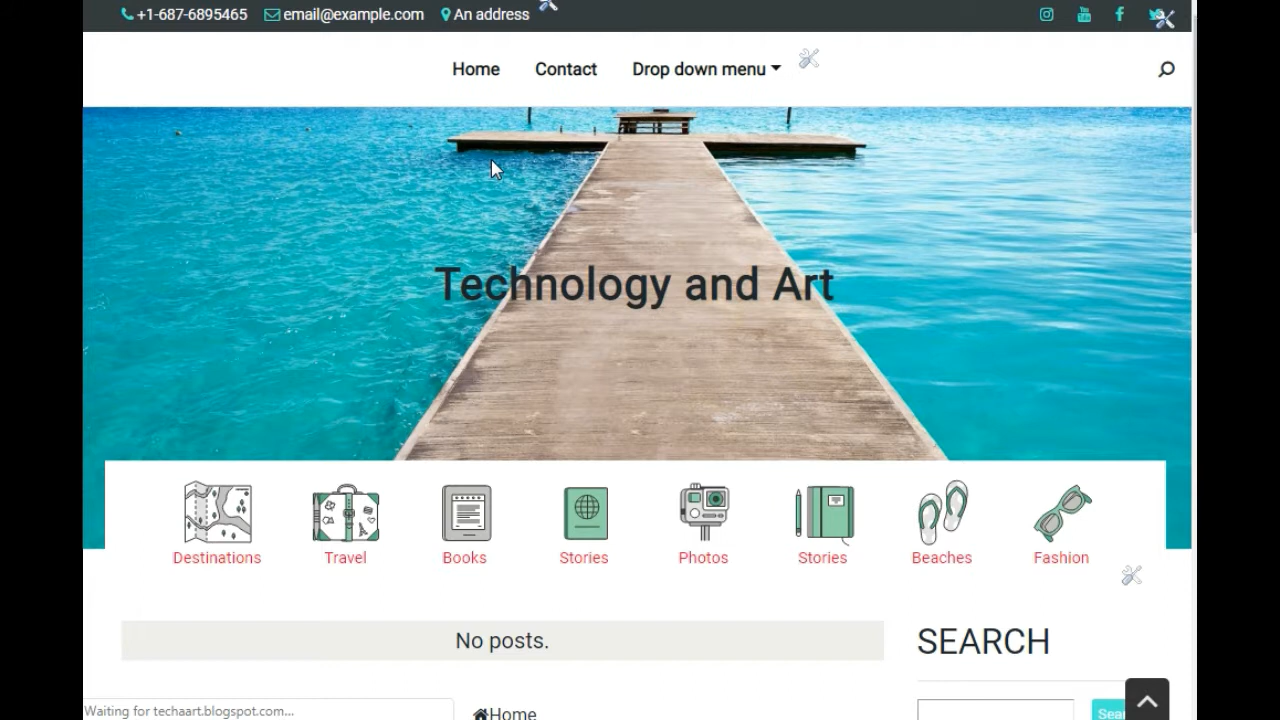 +1-687-6895465 email@example.com An address
Home Contact Drop down menu
Technology and Art
Destinations Travel Books Stories Photos Stories Beaches Fashion
No posts.
SEARCH
Home
Sear
Waiting for techaart.blogspot.com...